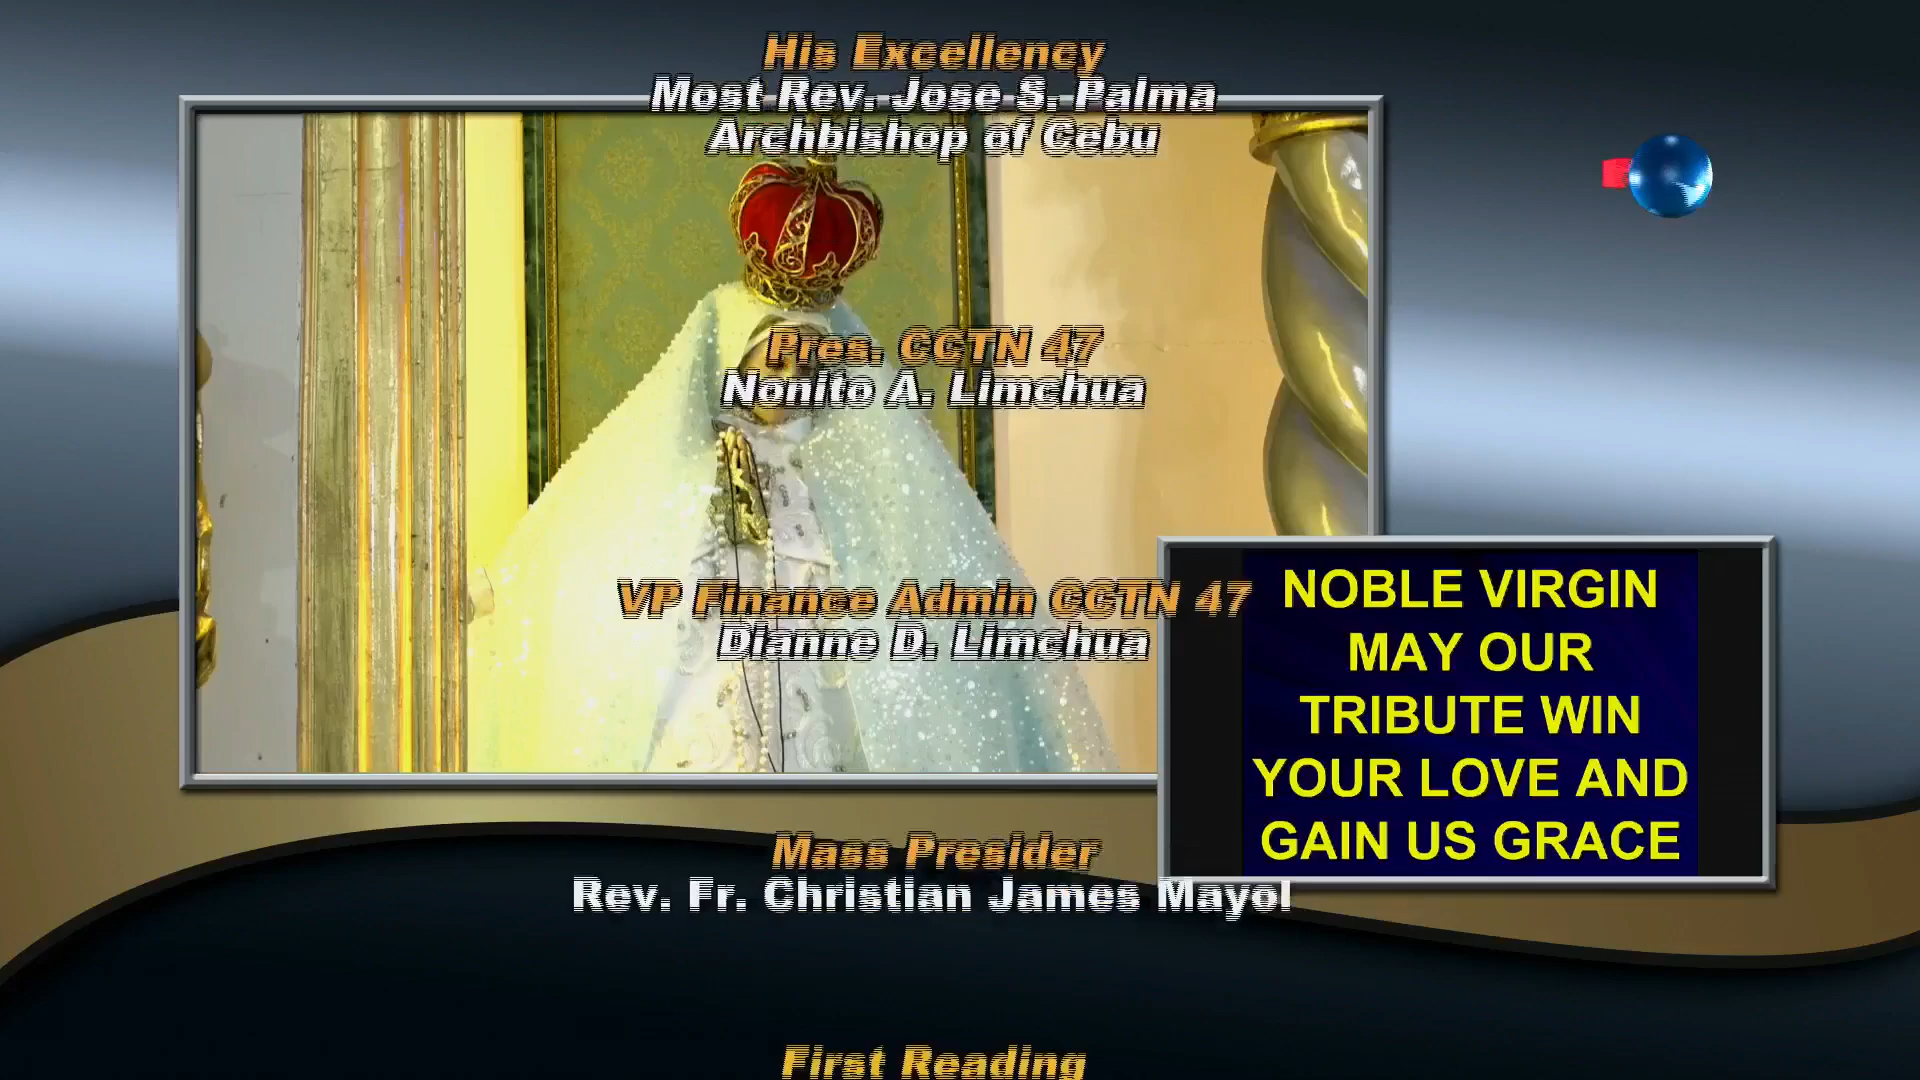 His Excellency
Most Rev. Jose S. Palma
Archbishop of Cebu
Pres. CCTN 47
Nonito A. Limchua
VP Finance Admin CCTN 47
Dianne D. Limchua
NOBLE VIRGIN
MAY OUR
TRIBUTE WIN
YOUR LOVE AND
GAIN US GRACE
Mass Presider
Rev. Fr. Christian James Mayol
First Reading